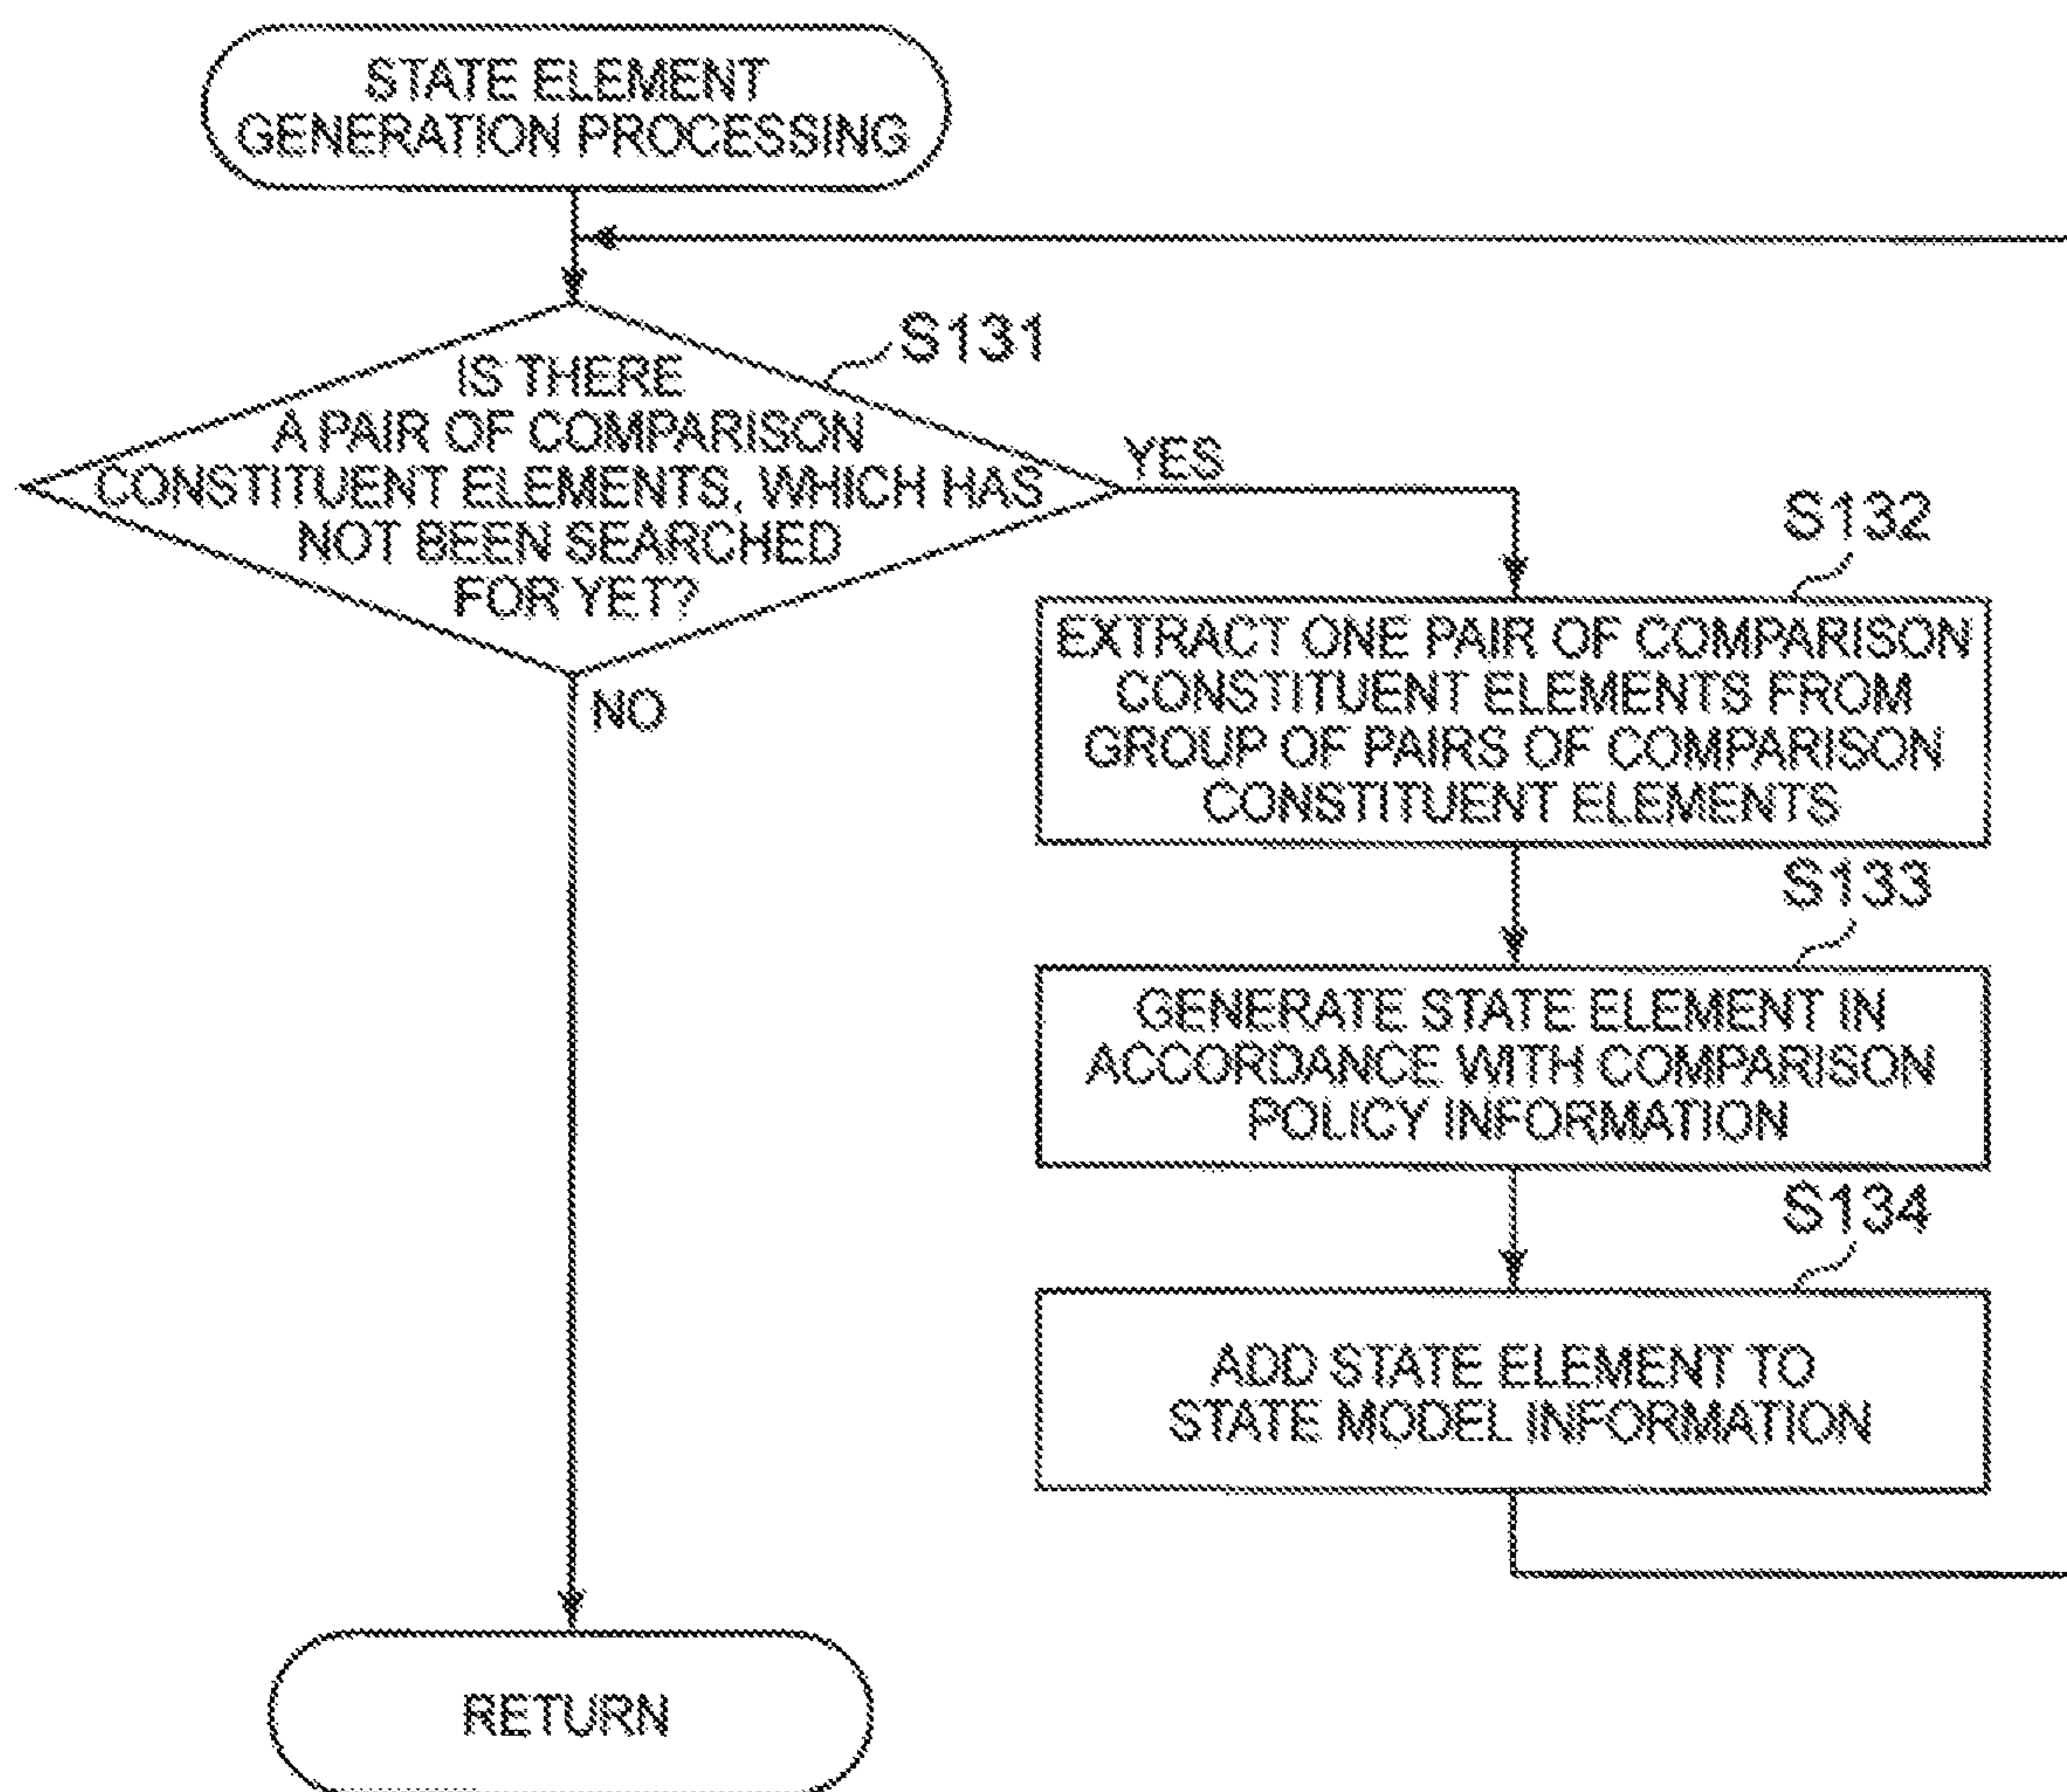 STATE ELEMENT
GENERATION PROCESSING
S131
IS THERE
A PAIR OF COMPARISON
CONSTITUENT ELEMENTS, WHICH HAS
NOT BEEN SEARCHED
FOR YET?
YES
NO
S132
EXTRACT ONE PAIR OF COMPARISON
CONSTITUENT ELEMENTS FROM
GROUP OF PAIRS OF COMPARISON
CONSTITUENT ELEMENTS
S133
GENERATE STATE ELEMENT IN
ACCORDANCE WITH COMPARISON
POLICY INFORMATION
S134
ADD STATE ELEMENT TO
STATE MODEL INFORMATION
RETURN